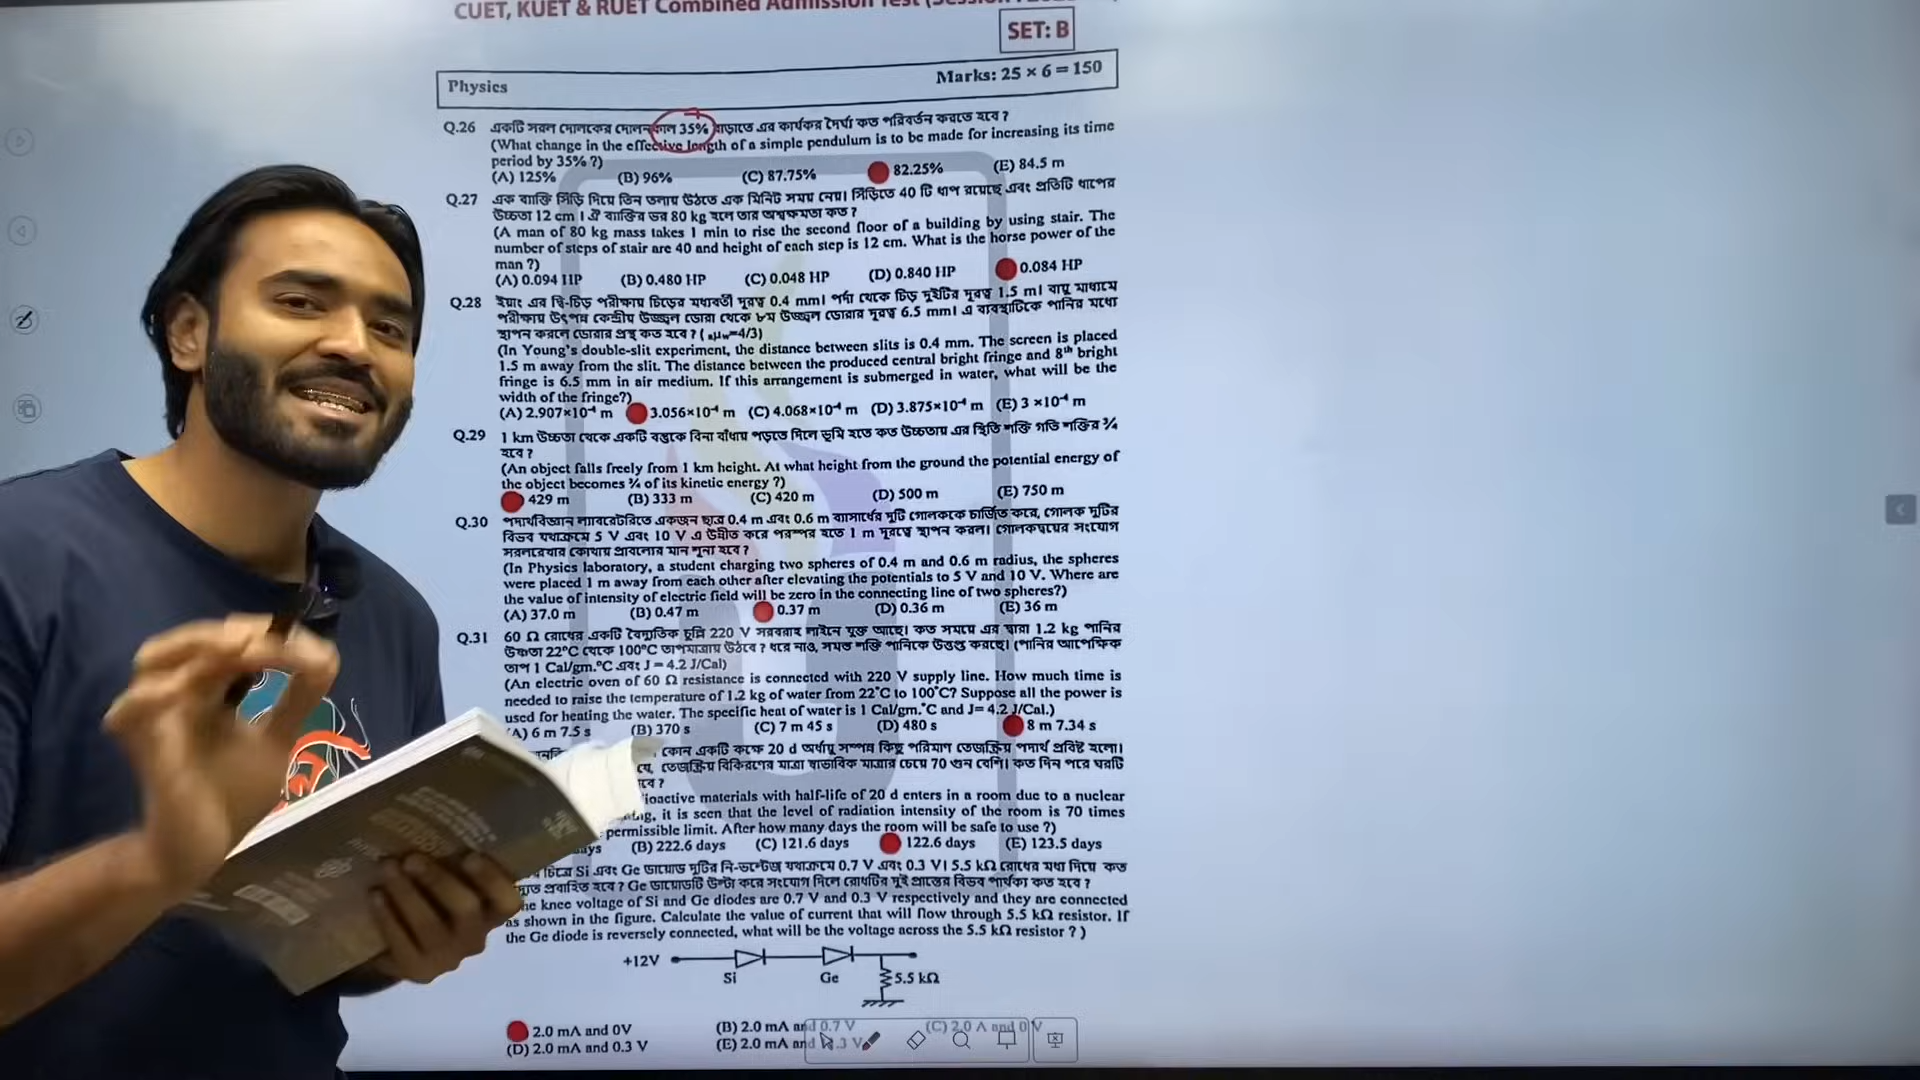 CUET, KUET & RUET Combined Admission Test (Session
SET: B
Physics
Marks: 25 × 6 = 150
Q.26 একটি সরল দোলকের দোলনকাল 35% বাড়াতে এর কার্যকর দৈর্ঘ্য কত পরিবর্তন করতে হবে ?
(What change in the effective length of a simple pendulum is to be made for increasing its time
period by 35% ?)
(A) 125% (B) 96% (C) 87.75% 82.25% (E) 84.5 m
Q.27 এক ব্যাক্তি সিঁড়ি দিয়ে তিন তলায় উঠতে এক মিনিট সময় নেয়। সিঁড়িতে 40 টি ধাপ রয়েছে এবং প্রতিটি ধাপের
উচ্চতা 12 cm । ঐ ব্যাক্তির ভর 80 kg হলে তার অশ্বক্ষমতা কত ?
(A man of 80 kg mass takes 1 min to rise the second floor of a building by using stair. The
number of steps of stair are 40 and height of each step is 12 cm. What is the horse power of the
man ?)
(A) 0.094 HP (B) 0.480 HP (C) 0.048 HP (D) 0.840 HP 0.084 HP
Q.28 ইয়াং এর দ্বি-চিড় পরীক্ষায় চিড়ের মধ্যবর্তী দূরত্ব 0.4 mm। পর্দা থেকে চিড় দুইটির দূরত্ব 1.5 m। বায়ু মাধ্যমে
পরীক্ষায় উৎপন্ন কেন্দ্রীয় উজ্জ্বল ডোরা থেকে ৮ম উজ্জ্বল ডোরার দূরত্ব 6.5 mm। এ ব্যবস্থাটিকে পানির মধ্যে
স্থাপন করলে ডোরার প্রস্থ কত হবে ? ( ₐμw=4/3)
(In Young's double-slit experiment, the distance between slits is 0.4 mm. The screen is placed
1.5 m away from the slit. The distance between the produced central bright fringe and 8th bright
fringe is 6.5 mm in air medium. If this arrangement is submerged in water, what will be the
width of the fringe?)
(A) 2.907×10⁻⁴ m 3.056×10⁻⁴ m (C) 4.068×10⁻⁴ m (D) 3.875×10⁻⁴ m (E) 3 ×10⁻⁴ m
Q.29 1 km উচ্চতা থেকে একটি বস্তুকে বিনা বাঁধায় পড়তে দিলে ভূমি হতে কত উচ্চতায় এর স্থিতি শক্তি গতি শক্তির ¾
হবে ?
(An object falls freely from 1 km height. At what height from the ground the potential energy of
the object becomes ¾ of its kinetic energy ?)
429 m (B) 333 m (C) 420 m (D) 500 m (E) 750 m
Q.30 পদার্থবিজ্ঞান ল্যাবরেটরিতে একজন ছাত্র 0.4 m এবং 0.6 m ব্যাসার্ধের দুটি গোলককে চার্জিত করে, গোলক দুটির
বিভব যথাক্রমে 5 V এবং 10 V এ উন্নীত করে পরস্পর হতে 1 m দূরত্বে স্থাপন করল। গোলকদ্বয়ের সংযোগ
সরলরেখার কোথায় প্রাবল্যের মান শূন্য হবে ?
(In Physics laboratory, a student charging two spheres of 0.4 m and 0.6 m radius, the spheres
were placed 1 m away from each other after elevating the potentials to 5 V and 10 V. Where are
the value of intensity of electric field will be zero in the connecting line of two spheres?)
(A) 37.0 m (B) 0.47 m 0.37 m (D) 0.36 m (E) 36 m
Q.31 60 Ω রোধের একটি বৈদ্যুতিক চুল্লি 220 V সরবরাহ লাইনে যুক্ত আছে। কত সময়ে এর দ্বারা 1.2 kg পানির
উষ্ণতা 22°C থেকে 100°C তাপমাত্রায় উঠবে ? ধরে নাও, সমস্ত শক্তি পানিকে উত্তপ্ত করছে। (পানির আপেক্ষিক
তাপ 1 Cal/gm.°C এবং J = 4.2 J/Cal)
(An electric oven of 60 Ω resistance is connected with 220 V supply line. How much time is
needed to raise the temperature of 1.2 kg of water from 22°C to 100°C? Suppose all the power is
used for heating the water. The specific heat of water is 1 Cal/gm.°C and J= 4.2 J/Cal.)
A) 6 m 7.5 s (B) 370 s (C) 7 m 45 s (D) 480 s 8 m 7.34 s
কোন একটি কক্ষে 20 d অর্ধায়ু সম্পন্ন কিছু পরিমাণ তেজস্ক্রিয় পদার্থ প্রবিষ্ট হলো।
তেজস্ক্রিয় বিকিরণের মাত্রা স্বাভাবিক মাত্রার চেয়ে 70 গুন বেশি। কত দিন পরে ঘরটি
বে ?
ioactive materials with half-life of 20 d enters in a room due to a nuclear
it is seen that the level of radiation intensity of the room is 70 times
permissible limit. After how many days the room will be safe to use ?)
ays (B) 222.6 days (C) 121.6 days 122.6 days (E) 123.5 days
চিত্রে Si এবং Ge ডায়োড দুটির নি-ভল্টেজ যথাক্রমে 0.7 V এবং 0.3 V। 5.5 kΩ রোধের মধ্য দিয়ে কত
প্রবাহিত হবে ? Ge ডায়োডটি উল্টা করে সংযোগ দিলে রোধটির দুই প্রান্তের বিভব পার্থক্য কত হবে ?
he knee voltage of Si and Ge diodes are 0.7 V and 0.3 V respectively and they are connected
as shown in the figure. Calculate the value of current that will flow through 5.5 kΩ resistor. If
the Ge diode is reversely connected, what will be the voltage across the 5.5 kΩ resistor ? )
+12V
Si Ge 5.5 kΩ
2.0 mA and 0V (B) 2.0 mA and 0.7 V (C) 2.0 A and 0 V
(D) 2.0 mA and 0.3 V (E) 2.0 mA and .3 V